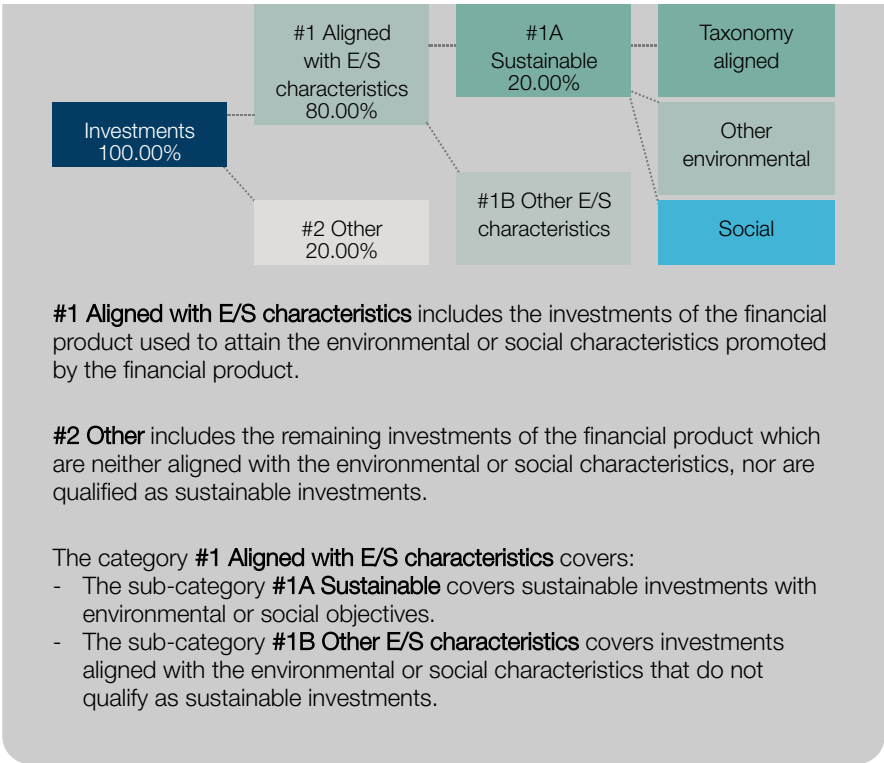 #1 Aligned
with E/S
characteristics
80.00%
#1A
Sustainable
20.00%
Taxonomy
aligned
Investments
100.00%
Other
environmental
#2 Other
20.00%
#1B Other E/S
characteristics
Social
#1 Aligned with E/S characteristics includes the investments of the financial
product used to attain the environmental or social characteristics promoted
by the financial product.
#2 Other includes the remaining investments of the financial product which
are neither aligned with the environmental or social characteristics, nor are
qualified as sustainable investments.
The category #1 Aligned with E/S characteristics covers:
- The sub-category #1A Sustainable covers sustainable investments with
environmental or social objectives.
- The sub-category #1B Other E/S characteristics covers investments
aligned with the environmental or social characteristics that do not
qualify as sustainable investments.